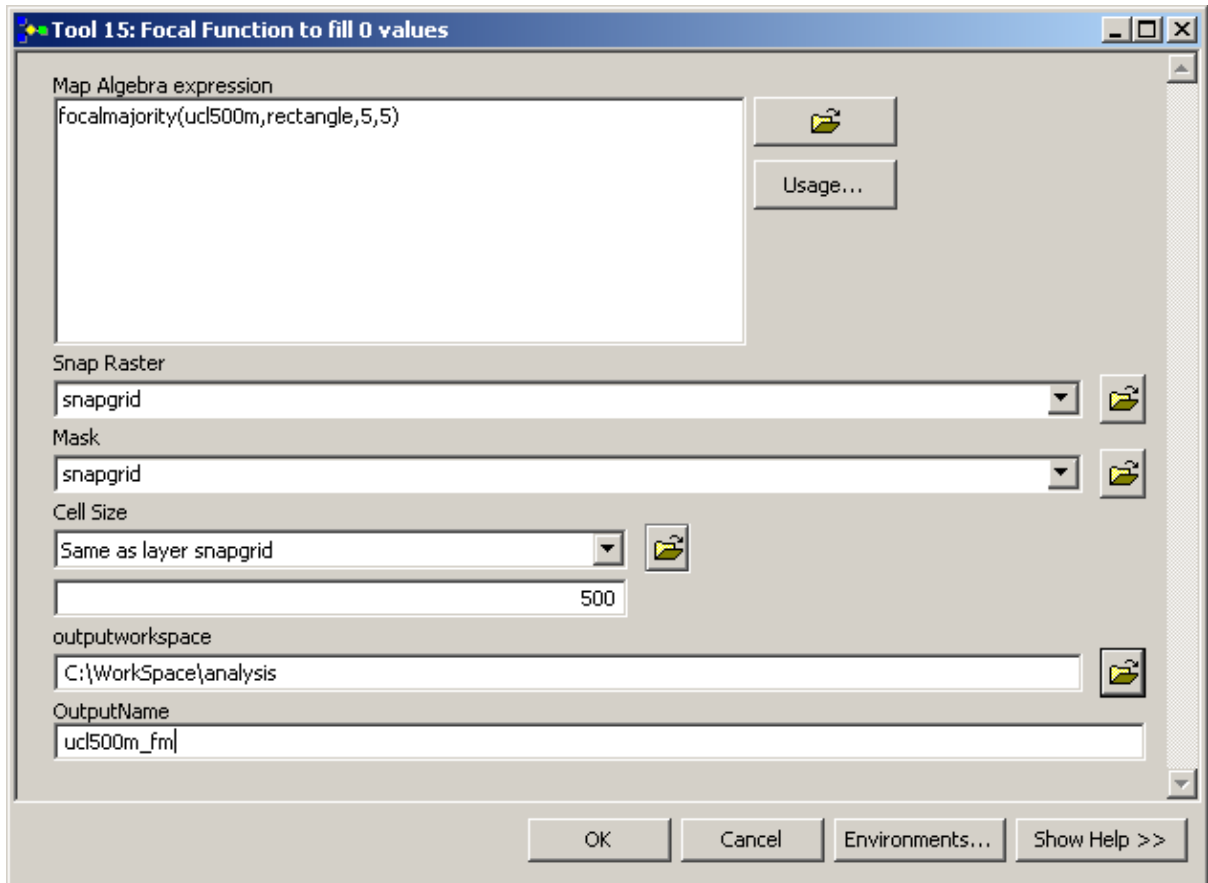 Tool 15: Focal Function to fill 0 values
Map Algebra expression
focalmajority(ucl500m,rectangle,5,5)
Usage...
Snap Raster
snapgrid
Mask
snapgrid
Cell Size
Same as layer snapgrid
500
outputworkspace
C:\WorkSpace\analysis
OutputName
ucl500m_fm
OK Cancel Environments... Show Help >>